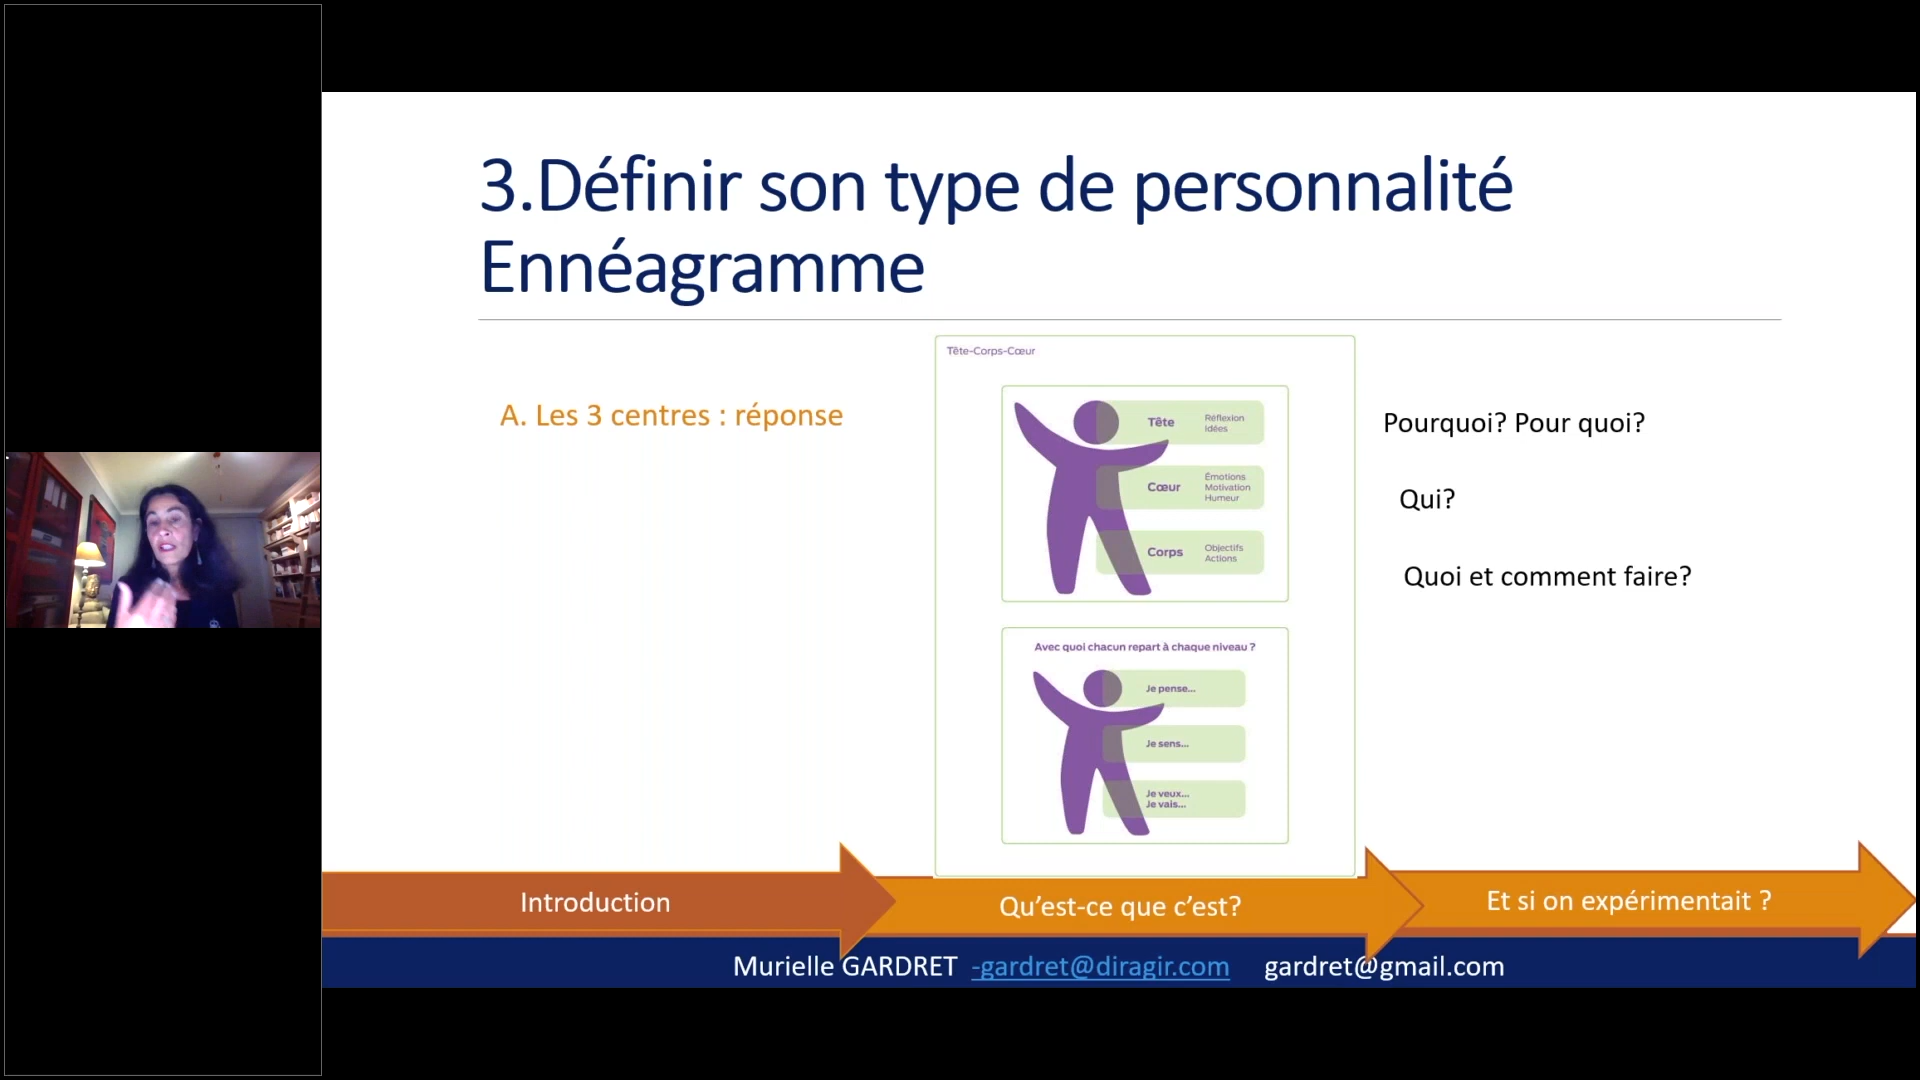 3.Définir son type de personnalité
Ennéagramme
A. Les 3 centres : réponse
Tête-Corps-Cœur
Tête
Réflexion
Idées
Cœur
Émotions
Motivation
Humeur
Corps
Objectifs
Actions
Avec quoi chacun repart à chaque niveau ?
Je pense...
Je sens...
Je veux...
Je vais...
Pourquoi? Pour quoi?
Qui?
Quoi et comment faire?
Introduction
Qu’est-ce que c’est?
Et si on expérimentait ?
Murielle GARDRET -gardret@diragir.com gardret@gmail.com